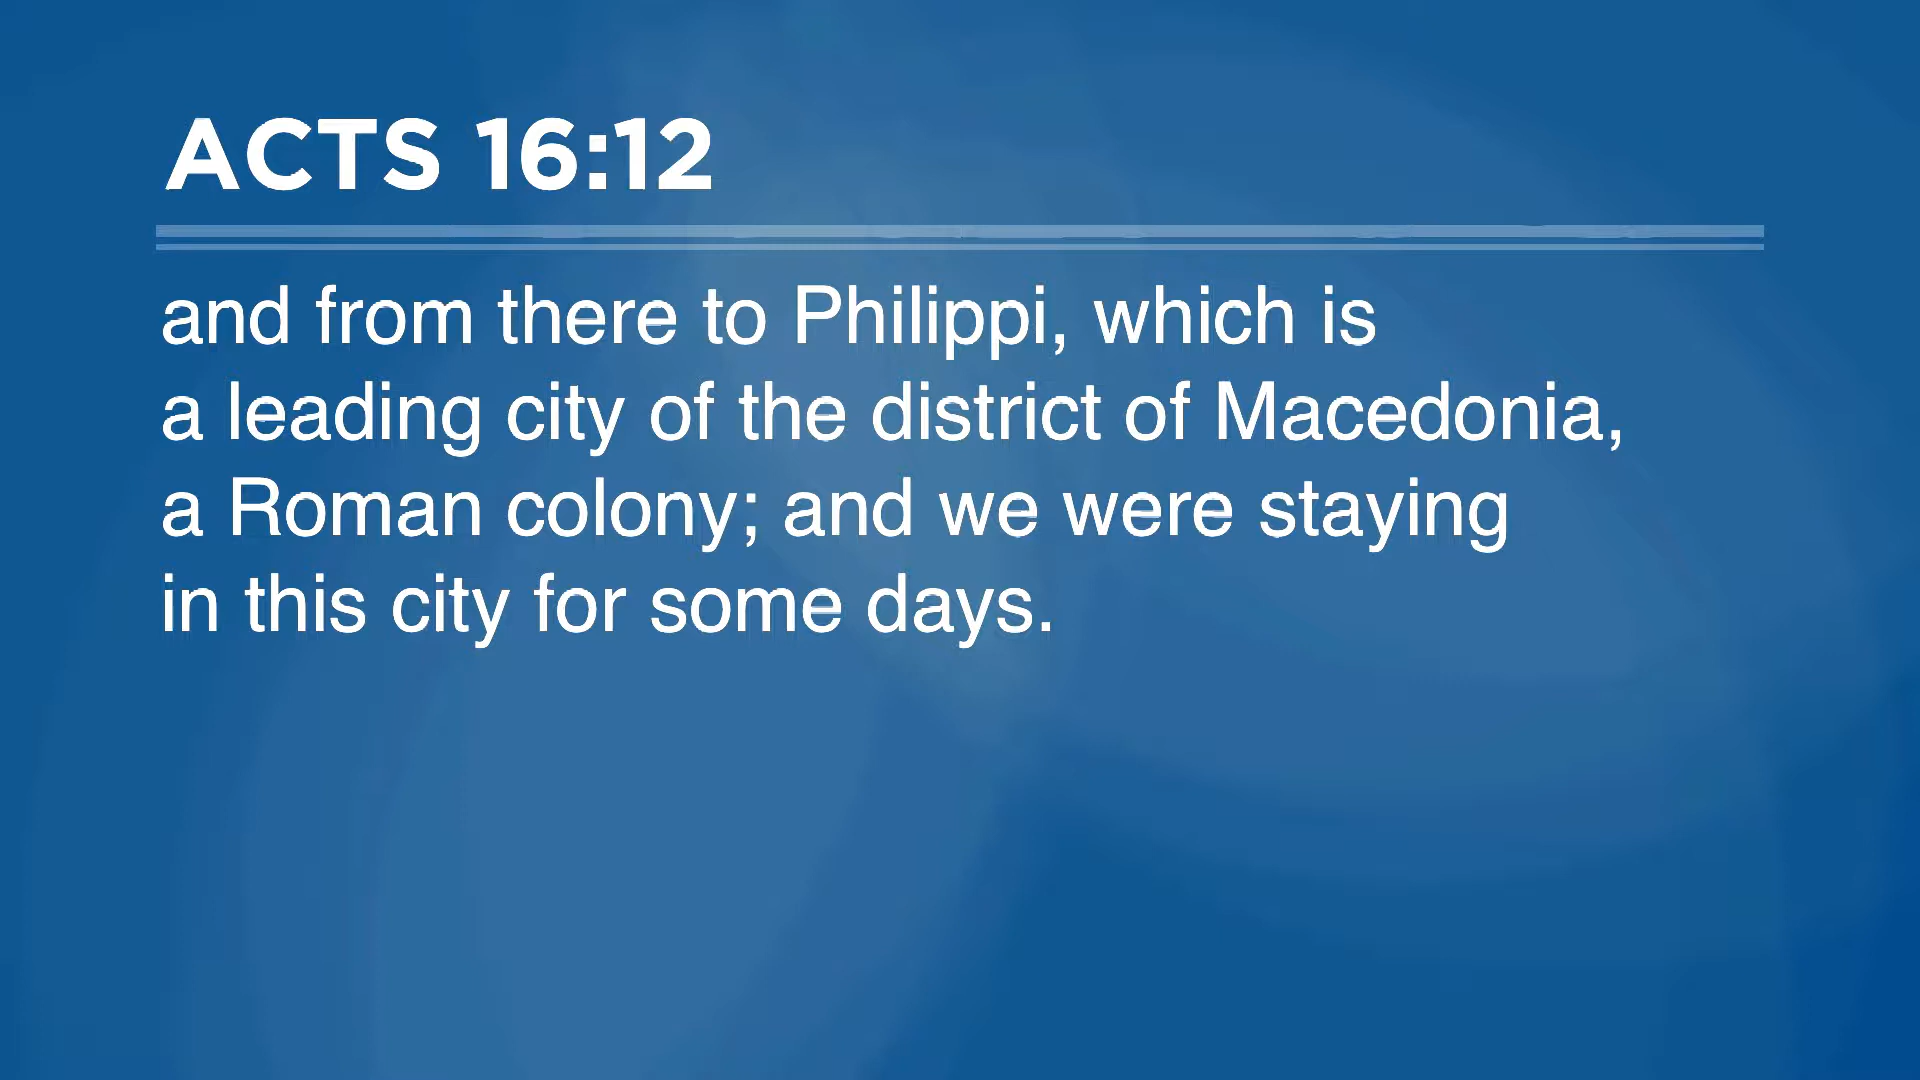 ACTS 16:12
and from there to Philippi, which is
a leading city of the district of Macedonia,
a Roman colony; and we were staying
in this city for some days.